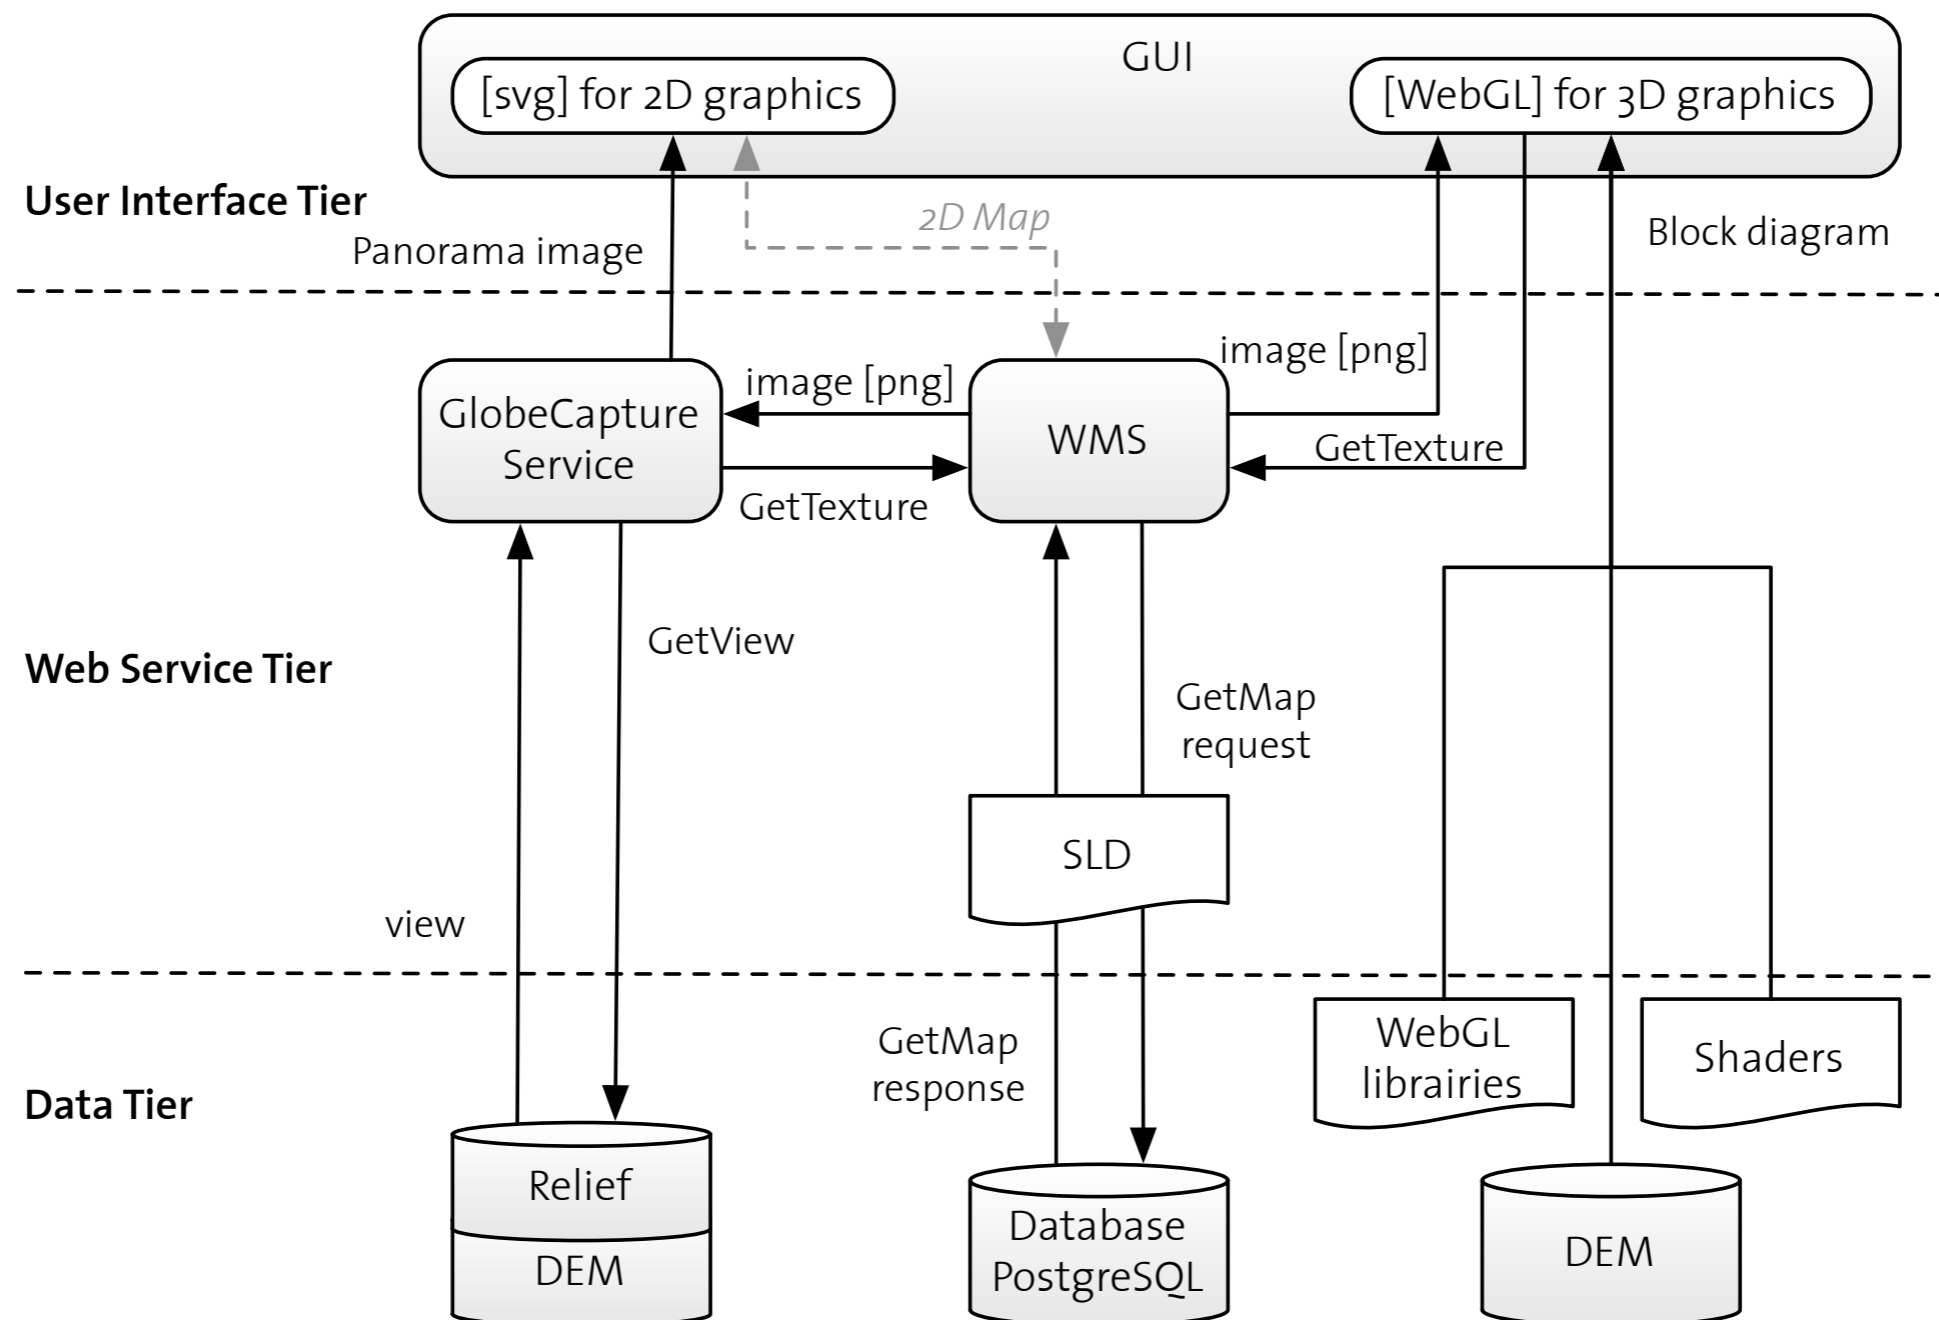 GUI
[svg] for 2D graphics
[WebGL] for 3D graphics
User Interface Tier
2D Map
Panorama image
Block diagram
image [png]
image [png]
GlobeCapture
Service
WMS
GetTexture
GetTexture
GetView
Web Service Tier
GetMap
request
SLD
view
GetMap
response
WebGL
librairies
Shaders
Data Tier
Relief
DEM
Database
PostgreSQL
DEM